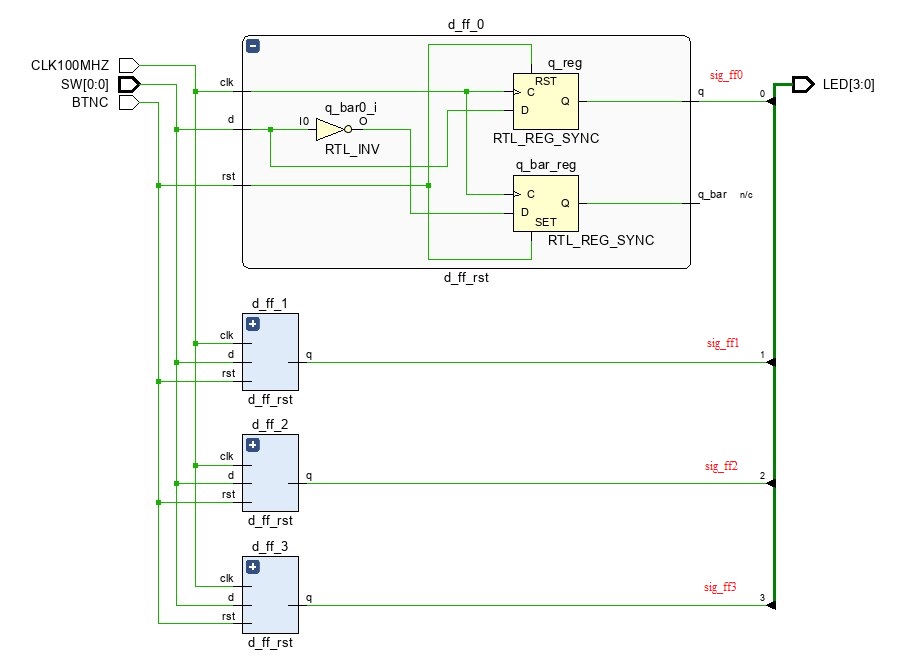 d_ff_0
CLK100MHZ
SW[0:0]
BTNC
clk
d
rst
q_bar0_i
I0
O
RTL_INV
q_reg
RST
C
D
Q
RTL_REG_SYNC
q_bar_reg
C
D
Q
SET
RTL_REG_SYNC
sig_ff0
q
0
LED[3:0]
q_bar n/c
d_ff_rst
d_ff_1
clk
d
rst
q
sig_ff1
1
d_ff_rst
d_ff_2
clk
d
rst
q
sig_ff2
2
d_ff_rst
d_ff_3
clk
d
rst
q
sig_ff3
3
d_ff_rst